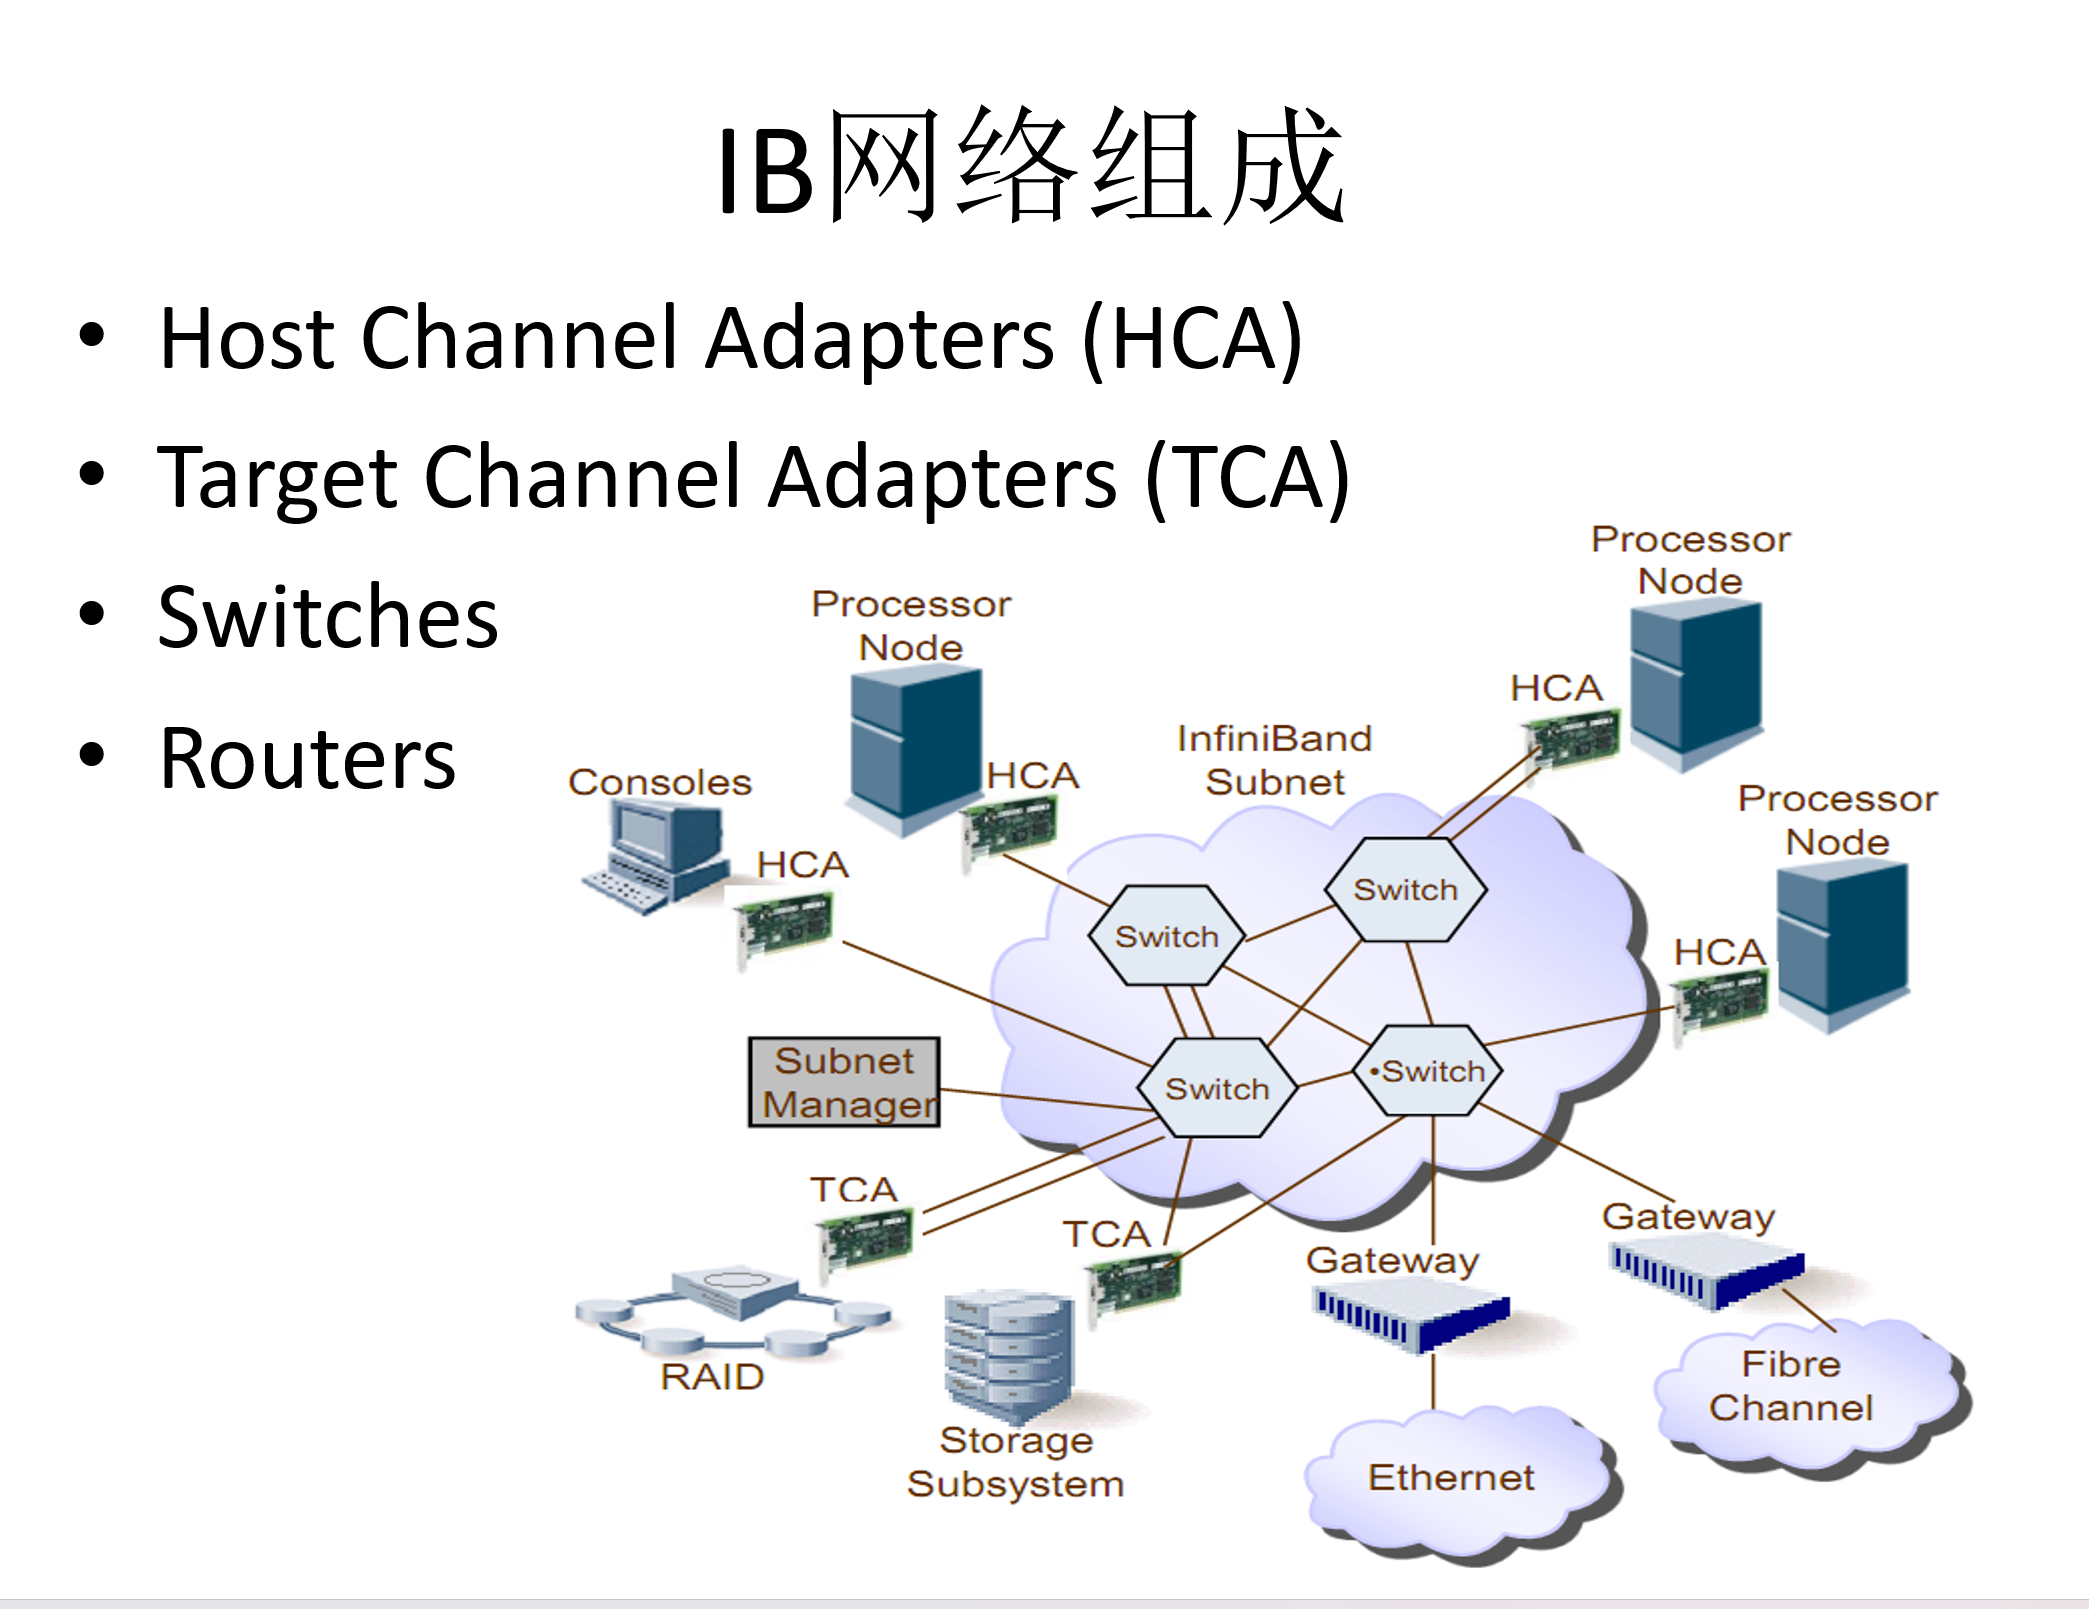 IB网络组成
• Host Channel Adapters (HCA)
• Target Channel Adapters (TCA)
• Switches
• Routers
Processor
Node
HCA
Processor
Node
HCA
InfiniBand
Subnet
Consoles
HCA
Processor
Node
HCA
Switch
Switch
Switch
•Switch
Subnet
Manager
TCA
RAID
TCA
Storage
Subsystem
Gateway
Gateway
Ethernet
Fibre
Channel